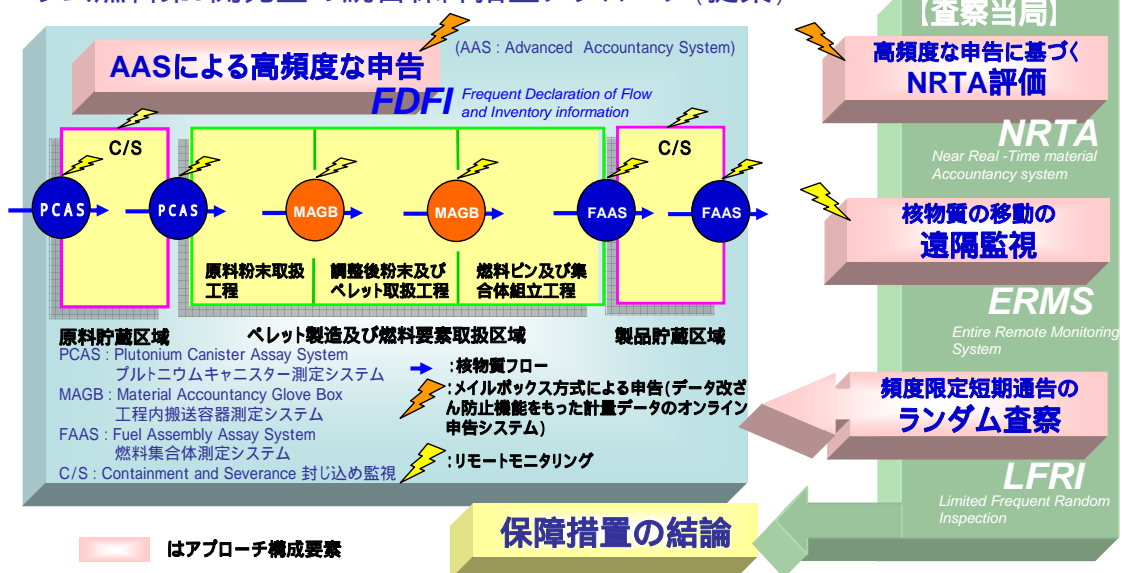 【査察当局】
AASによる高頻度な申告
(AAS : Advanced Accountancy System)
FDFI
Frequent Declaration of Flow
and Inventory information
高頻度な申告に基づく
NRTA評価
NRTA
Near Real -Time material
Accountancy system
C/S
C/S
PCAS
PCAS
MAGB
MAGB
FAAS
FAAS
原料粉末取扱
工程
調整後粉末及び
ペレット取扱工程
燃料ピン及び集
合体組立工程
核物質の移動の
遠隔監視
ERMS
Entire Remote Monitoring
System
原料貯蔵区域
ペレット製造及び燃料要素取扱区域
製品貯蔵区域
PCAS : Plutonium Canister Assay System
プルトニウムキャニスター測定システム
MAGB : Material Accountancy Glove Box
工程内搬送容器測定システム
FAAS : Fuel Assembly Assay System
燃料集合体測定システム
C/S : Containment and Severance 封じ込め監視
:核物質フロー
:メイルボックス方式による申告(データ改ざ
ん防止機能をもった計量データのオンライン
申告システム)
:リモートモニタリング
頻度限定短期通告の
ランダム査察
LFRI
Limited Frequent Random
Inspection
保障措置の結論
はアプローチ構成要素